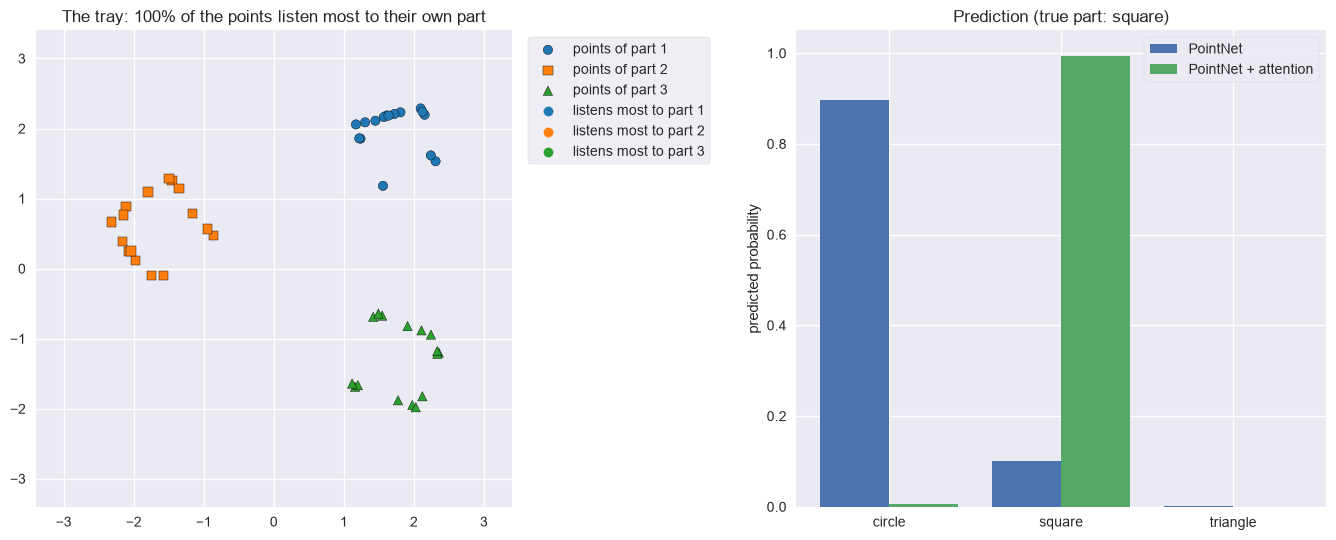 The tray: 100% of the points listen most to their own part
3
2
1
0
−1
−2
−3
−3
−2
−1
0
1
2
3
points of part 1
points of part 2
points of part 3
listens most to part 1
listens most to part 2
listens most to part 3
Prediction (true part: square)
predicted probability
1.0
0.8
0.6
0.4
0.2
0.0
circle
square
triangle
PointNet
PointNet + attention